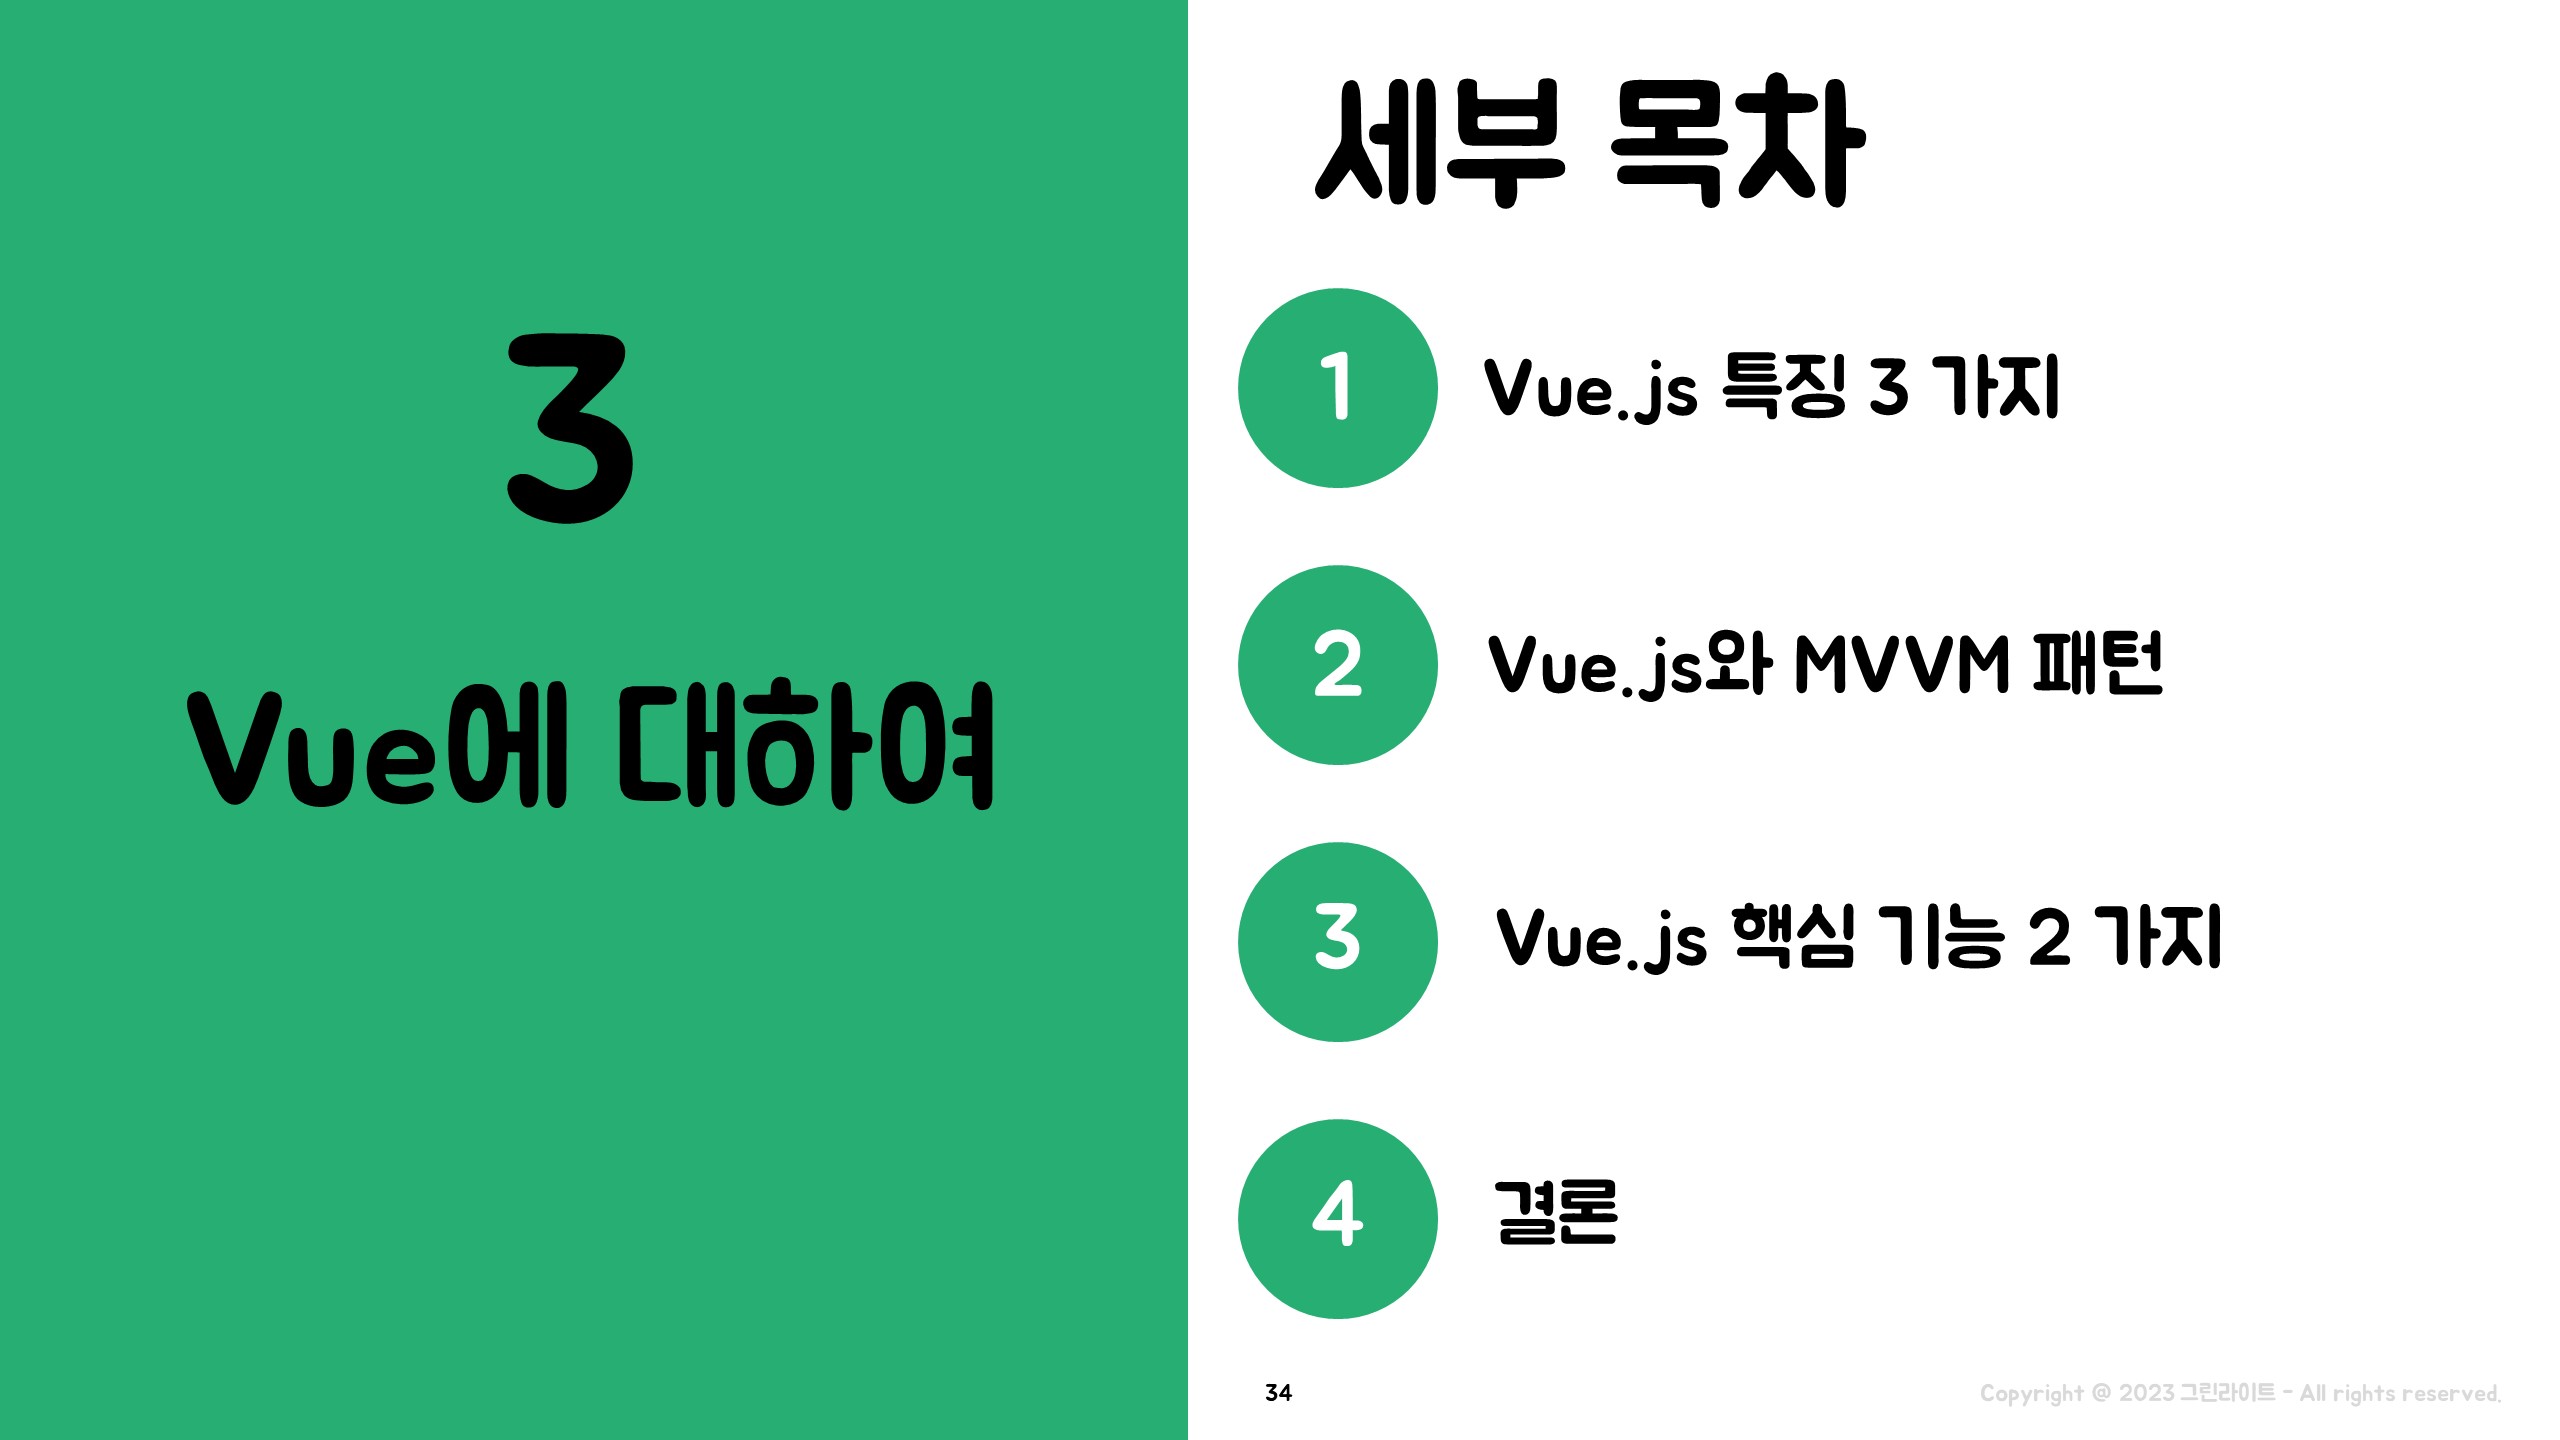 3
Vue에 대하여
세부 목차
1
Vue.js 특징 3 가지
2
Vue.js와 MVVM 패턴
3
Vue.js 핵심 기능 2 가지
4
결론
34
Copyright @ 2023 그린라이트 - All rights reserved.